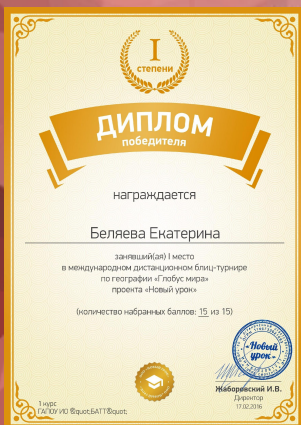 I
СТЕПЕНИ
ДИПЛОМ
победителя
награждается
Беляева Екатерина
занявший(ая) I место
в международном дистанционном блиц-турнире
по географии «Глобус мира»
проекта «Новый урок»
(количество набранных баллов: 15 из 15)
«Новый
урок»
Жаборовский И.В.
Директор
17.02.2016
1 курс
ГАПОУ ИО &quot;БАТТ&quot;